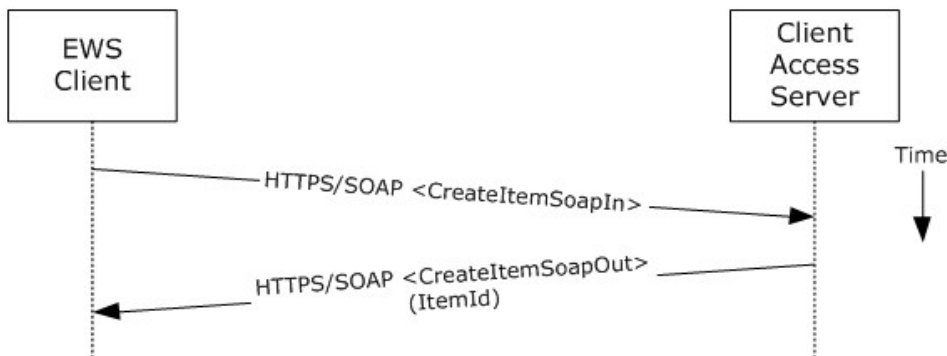 EWS
Client
Client
Access
Server
Time
HTTPS/SOAP <CreateItemSoapIn>
HTTPS/SOAP <CreateItemSoapOut>
(ItemId)